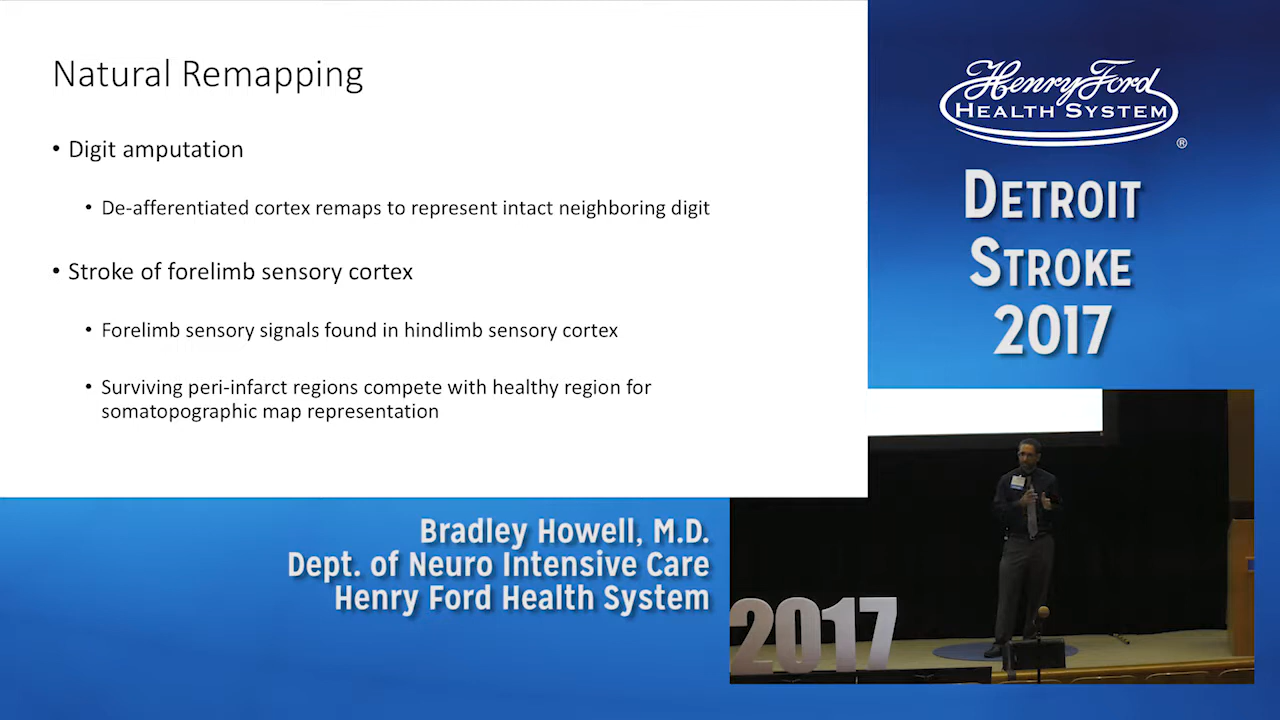 Natural Remapping
• Digit amputation
• De-afferentiated cortex remaps to represent intact neighboring digit
• Stroke of forelimb sensory cortex
• Forelimb sensory signals found in hindlimb sensory cortex
• Surviving peri-infarct regions compete with healthy region for
somatopographic map representation
Henry Ford
HEALTH SYSTEM
®
DETROIT
STROKE
2017
Bradley Howell, M.D.
Dept. of Neuro Intensive Care
Henry Ford Health System
2017